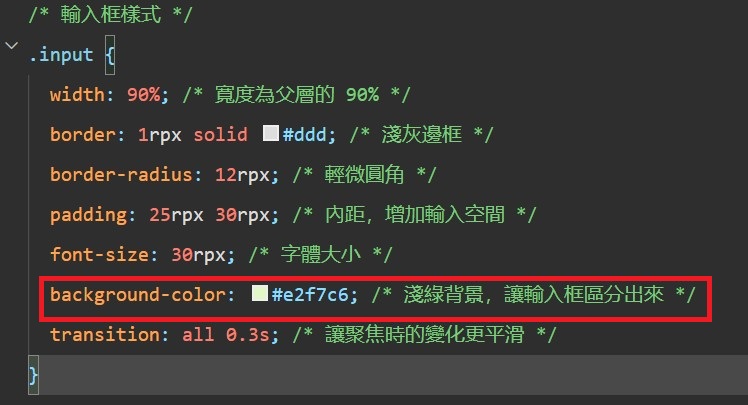 /* 輸入框樣式 */
.input {
width: 90%; /* 寬度為父層的 90% */
border: 1rpx solid #ddd; /* 淺灰邊框 */
border-radius: 12rpx; /* 輕微圓角 */
padding: 25rpx 30rpx; /* 內距，增加輸入空間 */
font-size: 30rpx; /* 字體大小 */
background-color: #e2f7c6; /* 淺綠背景，讓輸入框區分出來 */
transition: all 0.3s; /* 讓聚焦時的變化更平滑 */
}